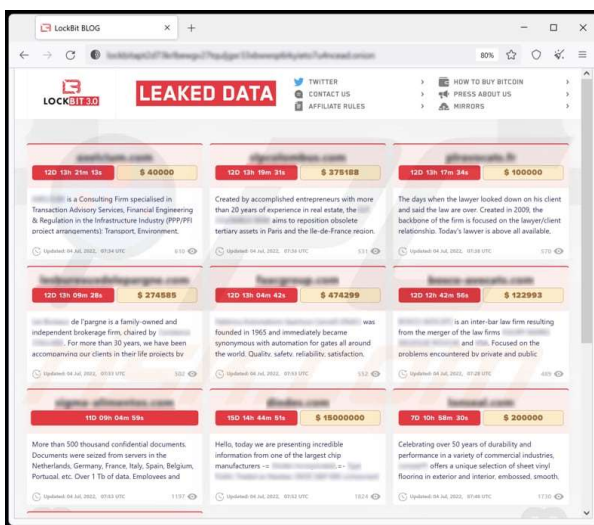 LockBit BLOG
80%
LOCKBIT 3.0
LEAKED DATA
TWITTER
CONTACT US
AFFILIATE RULES
HOW TO BUY BITCOIN
PRESS ABOUT US
MIRRORS
12D 13h 21m 13s
$ 40000
is a Consulting Firm specialised in
Transaction Advisory Services, Financial Engineering
& Regulation in the Infrastructure Industry (PPP/PFI
project arrangements): Transport, Environment,
Updated: 04 Jul, 2022, 07:54 UTC
12D 13h 19m 31s
$ 375188
Created by accomplished entrepreneurs with more
than 20 years of experience in real estate, the
aims to reposition obsolete
tertiary assets in Paris and the Ile-de-France region.
Updated: 04 Jul, 2022,
531
12D 13h 17m 34s
$ 100000
The days when the lawyer looked down on his client
and said the law are over. Created in 2009, the
backbone of the firm is focused on the lawyer/client
relationship. Today's lawyer is above all available.
Updated: 04 Jul, 2022,
12D 13h 09m 28s
$ 274585
de l'pargne is a family-owned and
independent brokerage firm, chaired by
. For more than 30 years, we have been
accompanying our clients in their life projects by
Updated: 04 Jul, 2022, 07:53 UTC
12D 13h 04m 42s
$ 474299
was
founded in 1965 and immediately became
synonymous with automation for gates all around
the world. Quality, safety, reliability, satisfaction,
Updated: 04 Jul, 2022, 07:53 UTC
552
12D 13h 42m 56s
$ 122993
is an inter-bar law firm resulting
from the merger of the law firms
and
. Focused on the
problems encountered by private and public
Updated: 04 Jul, 2022,
11D 09h 04m 59s
More than 500 thousand confidential documents.
Documents were seized from servers in the
Netherlands, Germany, France, Italy, Spain, Belgium,
Portugal, etc. Over 1 Tb of data. Employees and
Updated: 04 Jul, 2022, 07:53 UTC
1197
15D 14h 44m 51s
$ 15000000
Hello, today we are presenting incredible
information from one of the largest chip
manufacturers -=
=-
Updated: 04 Jul, 2022, 07:52 UTC
1624
7D 10h 58m 30s
$ 200000
Celebrating over 50 years of durability and
performance in a variety of commercial industries,
offers a unique selection of sheet vinyl
flooring in exterior and interior, embossed, smooth,
Updated: 04 Jul, 2022,
1730